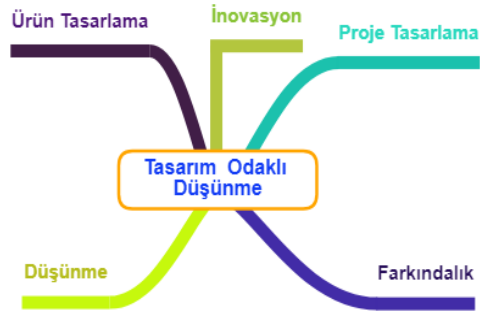 Ürün Tasarlama
İnovasyon
Proje Tasarlama
Tasarım Odaklı
Düşünme
Düşünme
Farkındalık